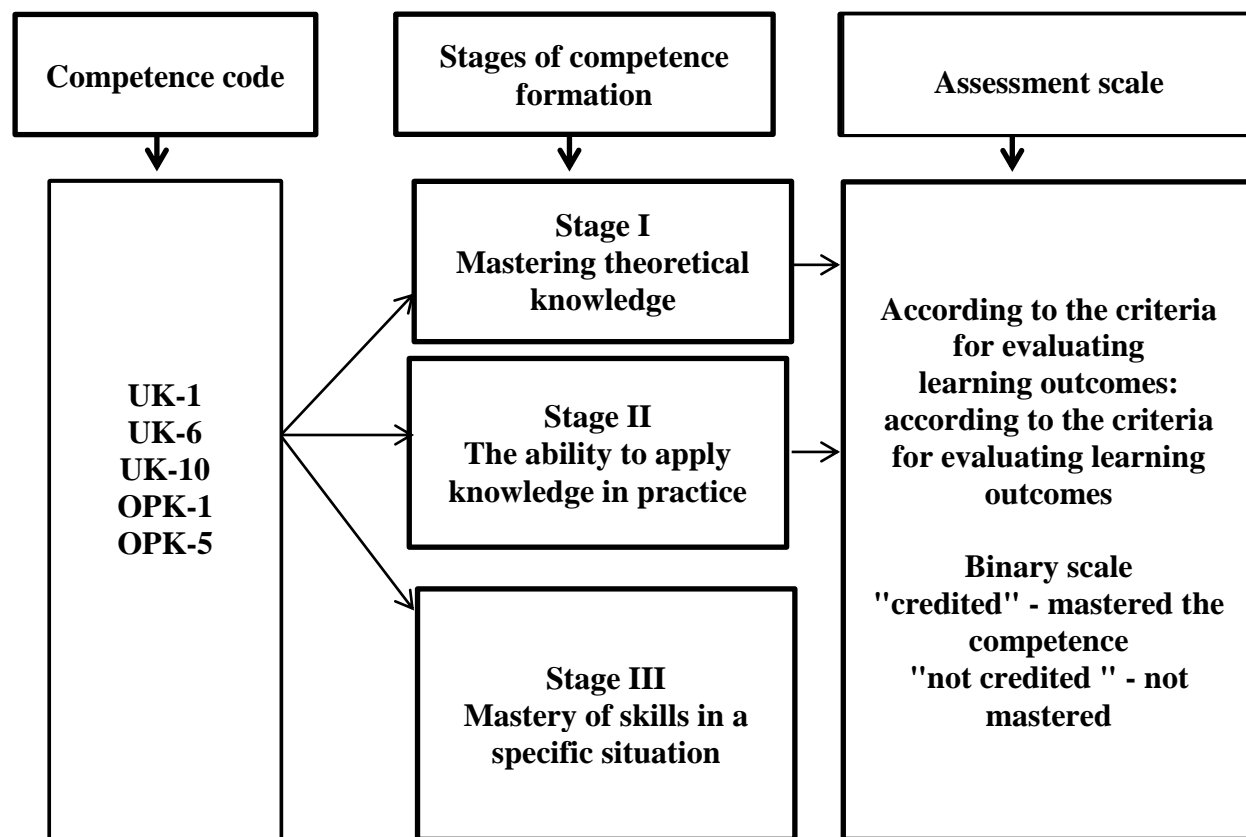 Competence code
Stages of competence
formation
Assessment scale
UK-1
UK-6
UK-10
OPK-1
OPK-5
Stage I
Mastering theoretical
knowledge
Stage II
The ability to apply
knowledge in practice
Stage III
Mastery of skills in a
specific situation
According to the criteria
for evaluating
learning outcomes:
according to the criteria
for evaluating learning
outcomes
Binary scale
"credited" - mastered the
competence
"not credited " - not
mastered